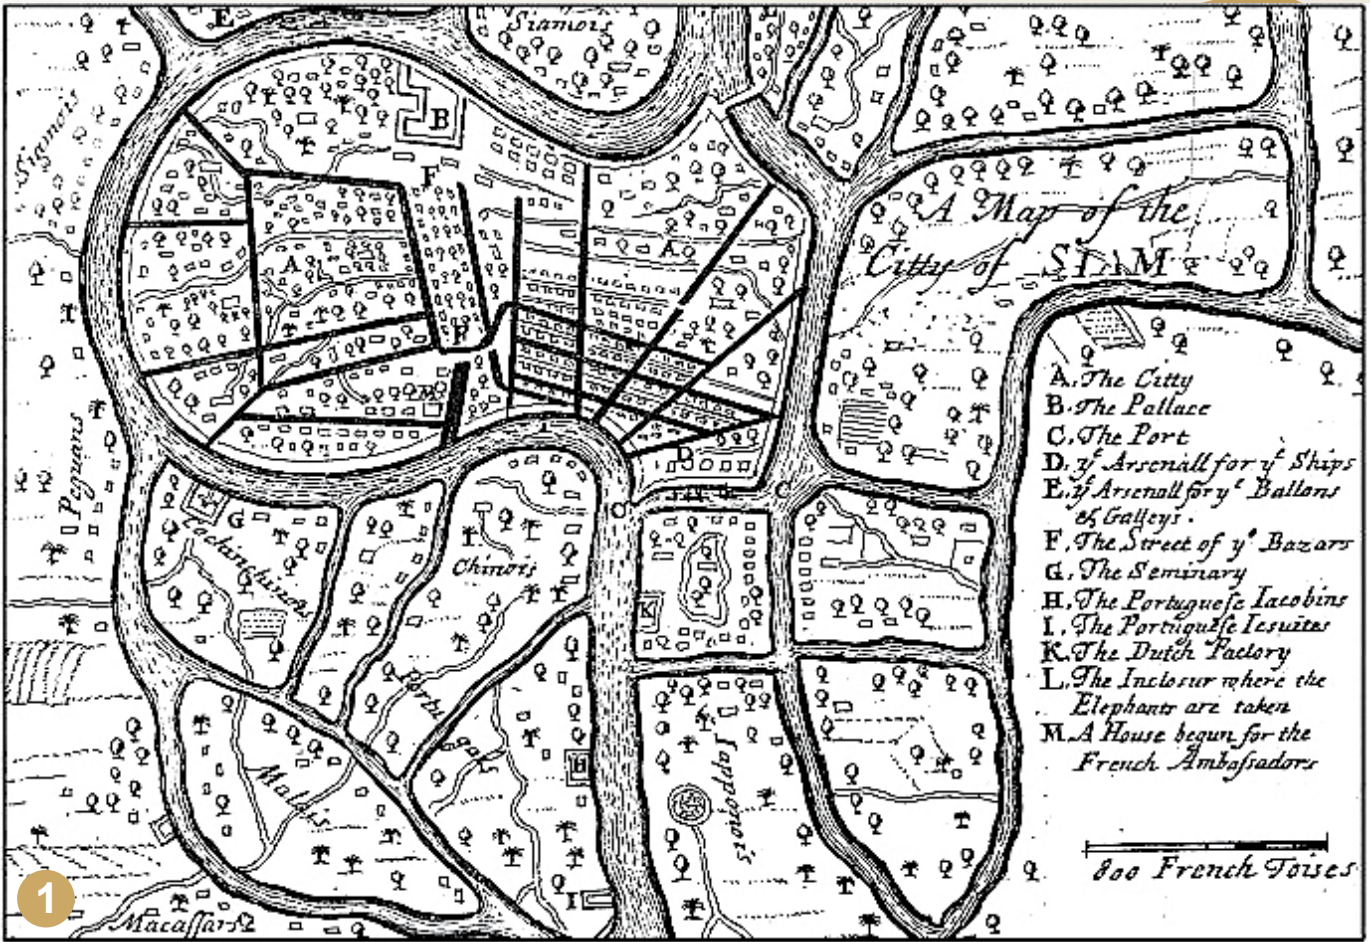 E
Siamois
Siamois
B
F
A Map of the
Citty of SIAM
A
A
F
M
D
C
C
Peguans
G
Cochinchinois
Chinois
K
Portugals
H
Malais
Iapponois
I
Macassars
A. The Citty
B. The Pallace
C. The Port
D. yᵉ Arsenall for yᵉ Ships
E. yᵉ Arsenall for yᵉ Ballons
of Galleys.
F. The Street of yᵉ Bazars
G. The Seminary
H. The Portuguese Iacobins
I. The Portuguese Iesuites
K. The Dutch Factory
L. The Inclosur where the
Elephants are taken
M. A House begun for the
French Ambassadors
800 French Toises
1